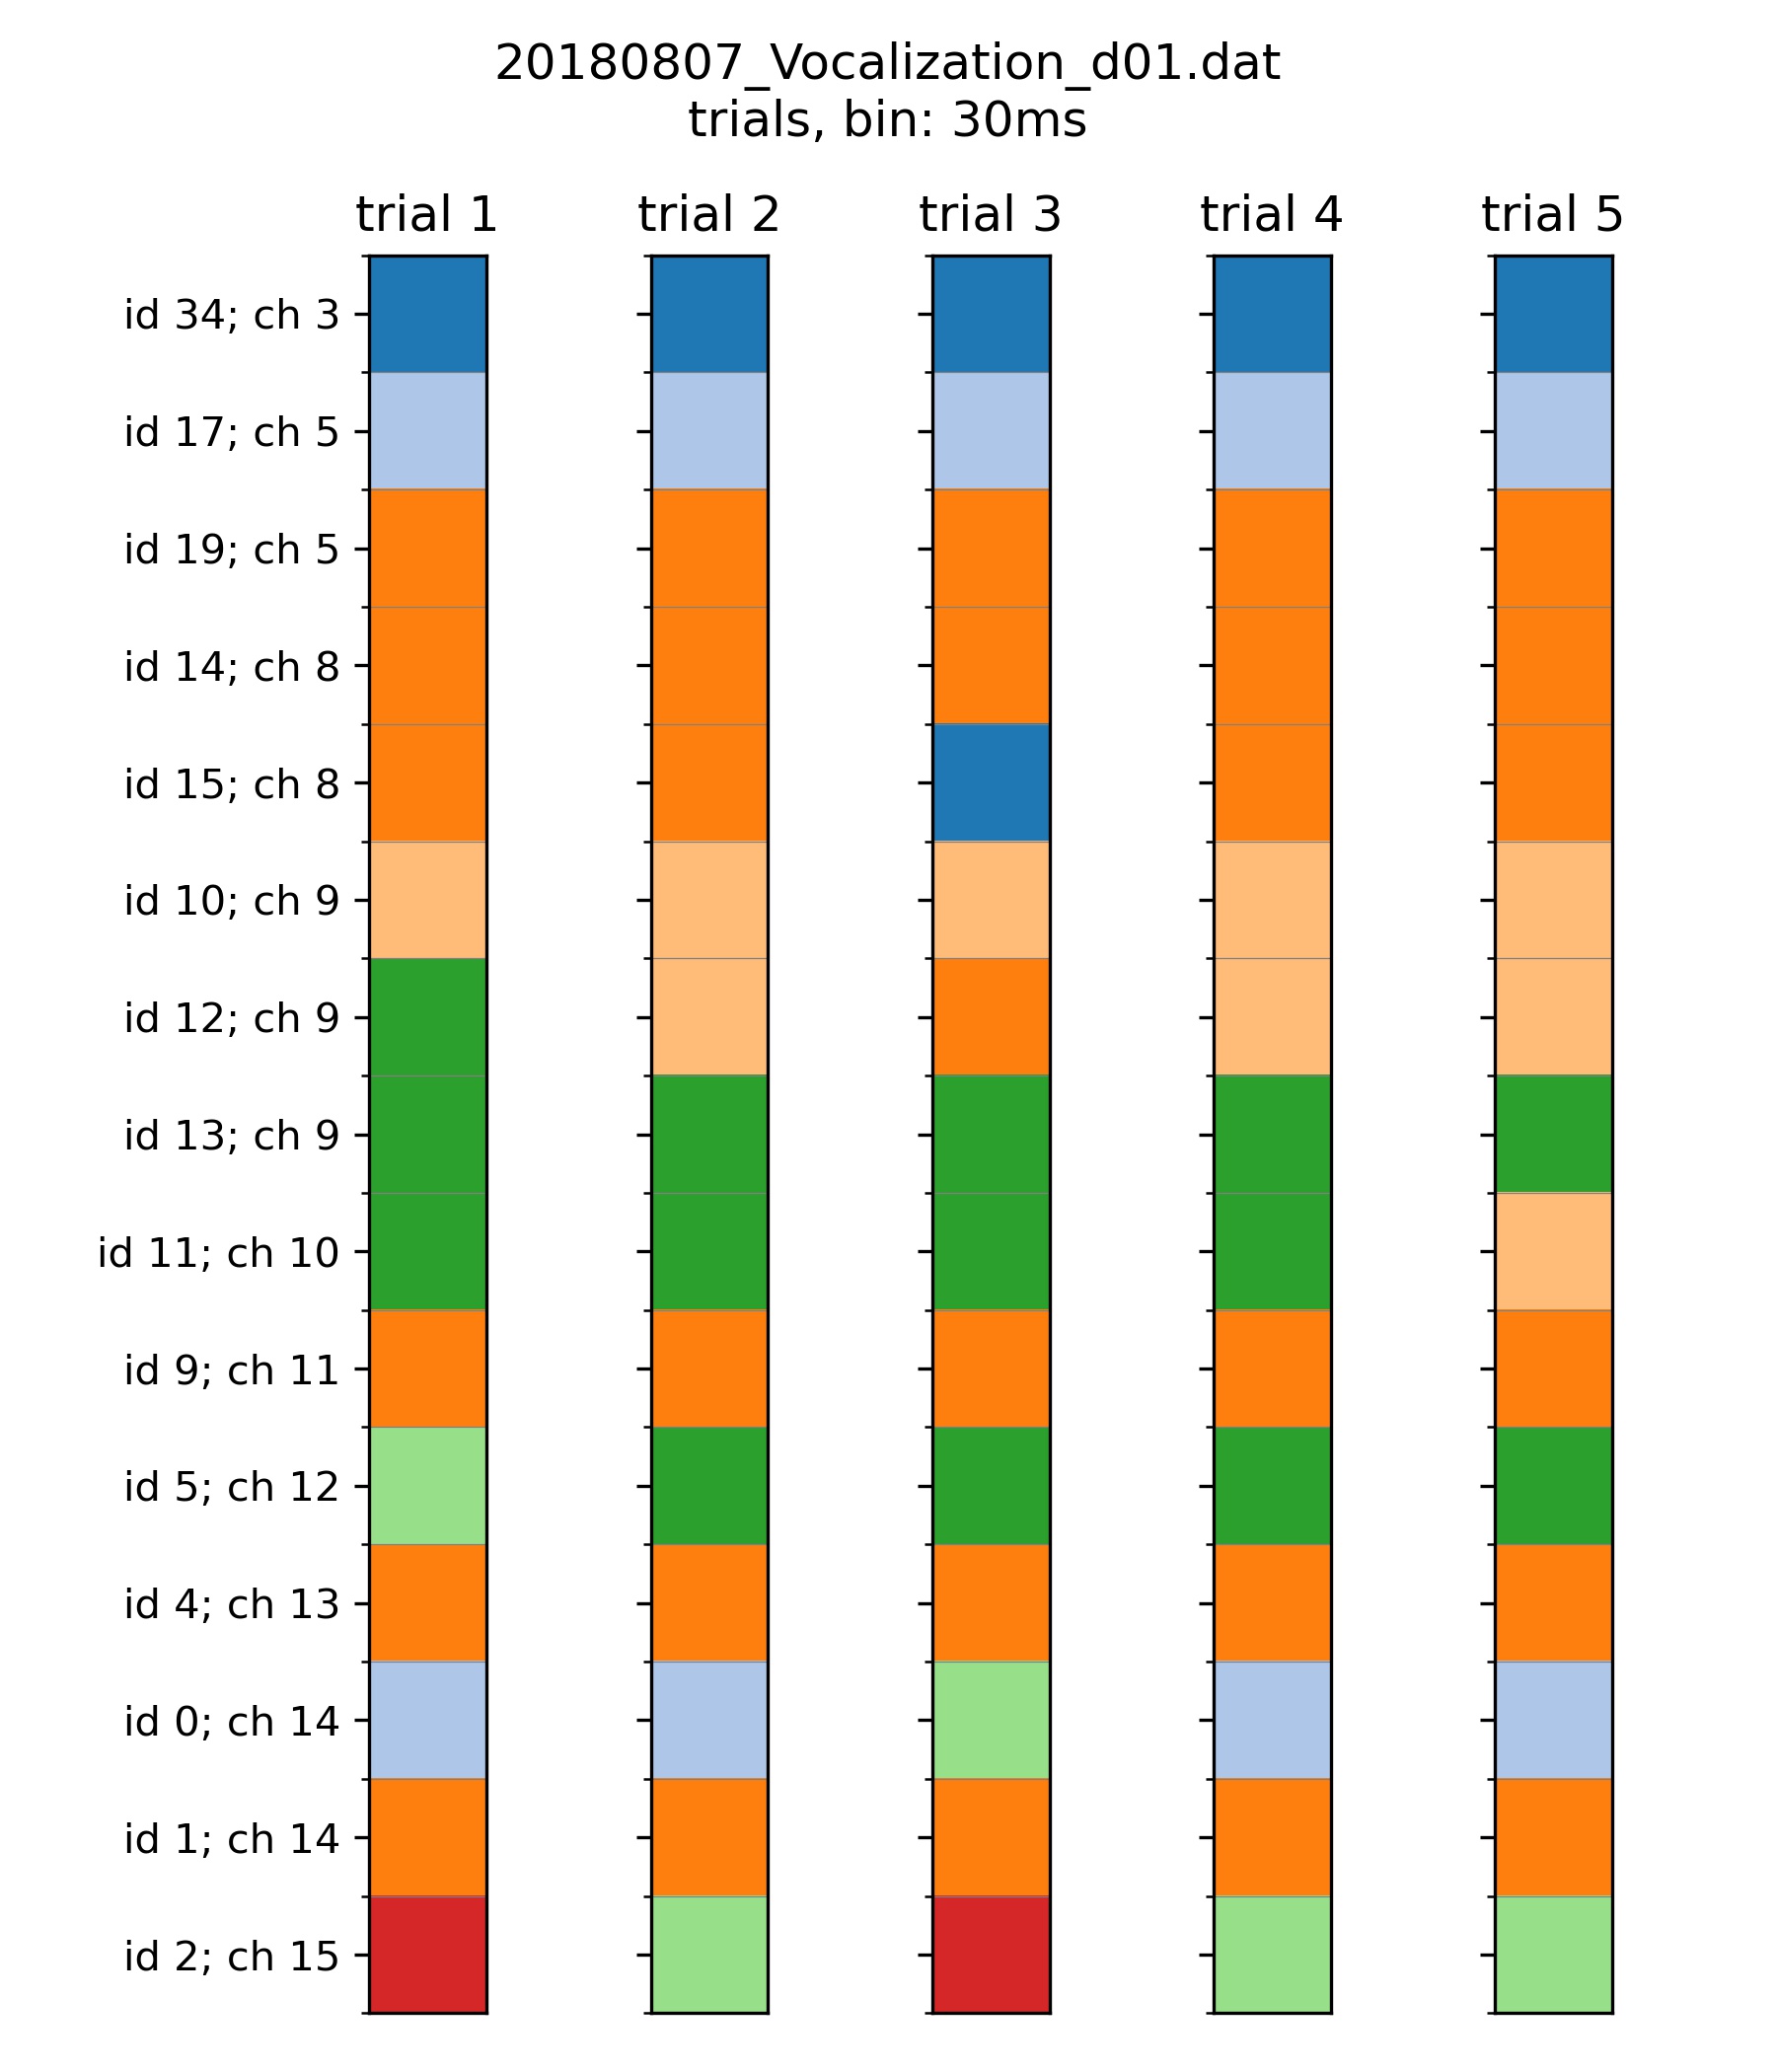 20180807_Vocalization_d01.dat
trials, bin: 30ms
trial 1 trial 2 trial 3 trial 4 trial 5
id 34; ch 3
id 17; ch 5
id 19; ch 5
id 14; ch 8
id 15; ch 8
id 10; ch 9
id 12; ch 9
id 13; ch 9
id 11; ch 10
id 9; ch 11
id 5; ch 12
id 4; ch 13
id 0; ch 14
id 1; ch 14
id 2; ch 15